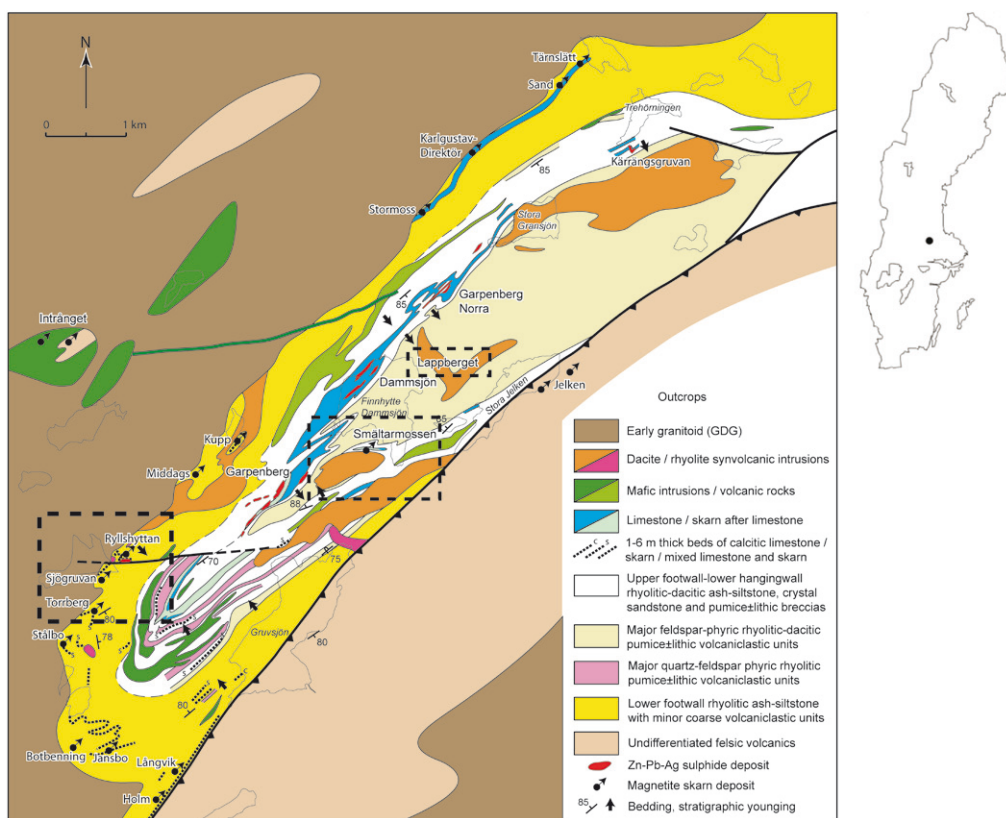 N
0
1 km
Tärnslätt
Sand
Trehörningen
Karlgustav-
Direktör
85
Kärrangsgruvan
Stormoss
Stora
Gransjön
85
Garpenberg
Norra
Intrånget
Lappberget
Dammsjön
Jelken
Stora Jelken
Finnhytte
Dammsjön
85
Smältarmossen
Kupp
Middags
Garpenberg
88
Ryllshyttan
S
70
75
Sjögruvan
Torrberg
80
Stålbo
78
S
S
Gruvsjön
80
S
S
C
80
Botbenning
Jansbo
Långvik
Holm
Outcrops
Early granitoid (GDG)
Dacite / rhyolite synvolcanic intrusions
Mafic intrusions / volcanic rocks
Limestone / skarn after limestone
C S
1-6 m thick beds of calcitic limestone /
skarn / mixed limestone and skarn
Upper footwall-lower hangingwall
rhyolitic-dacitic ash-siltstone, crystal
sandstone and pumice±lithic breccias
Major feldspar-phyric rhyolitic-dacitic
pumice±lithic volcaniclastic units
Major quartz-feldspar phyric rhyolitic
pumice±lithic volcaniclastic units
Lower footwall rhyolitic ash-siltstone
with minor coarse volcaniclastic units
Undifferentiated felsic volcanics
Zn-Pb-Ag sulphide deposit
Magnetite skarn deposit
85
Bedding, stratigraphic younging